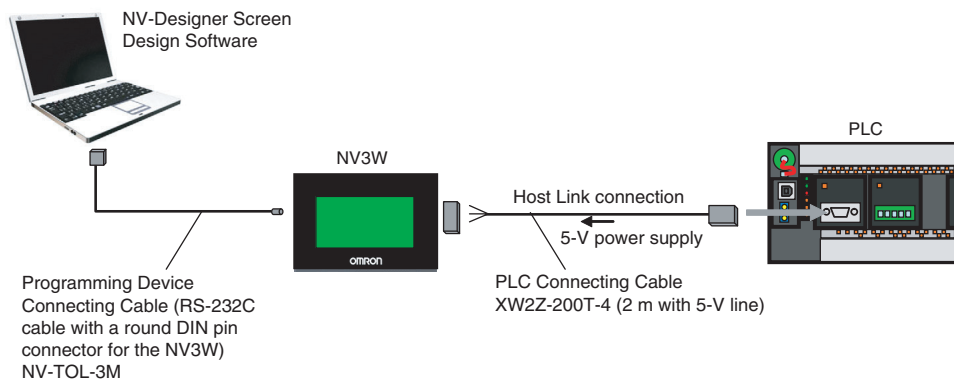 NV-Designer Screen
Design Software
PLC
NV3W
Host Link connection
5-V power supply
OMRON
Programming Device
Connecting Cable (RS-232C
cable with a round DIN pin
connector for the NV3W)
NV-TOL-3M
PLC Connecting Cable
XW2Z-200T-4 (2 m with 5-V line)